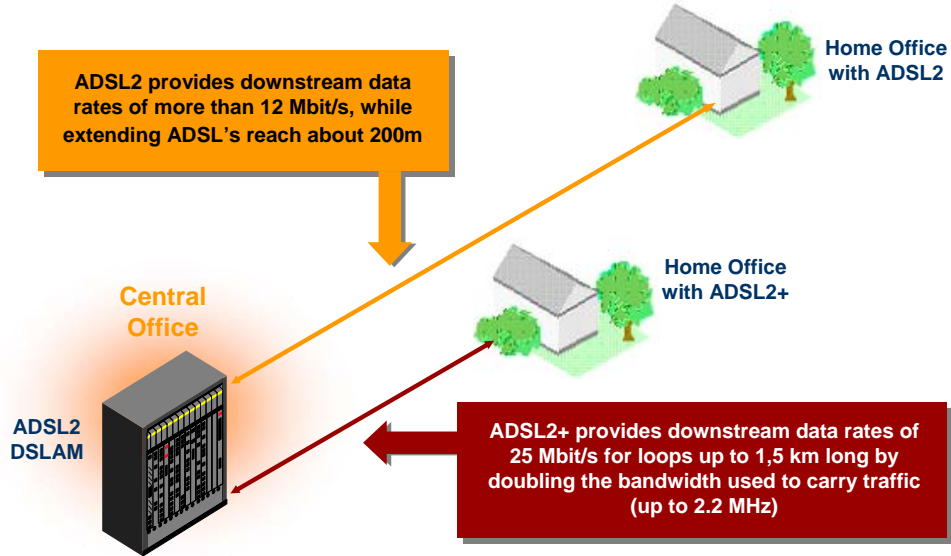 ADSL2 provides downstream data
rates of more than 12 Mbit/s, while
extending ADSL's reach about 200m
Home Office
with ADSL2
Home Office
with ADSL2+
Central
Office
ADSL2
DSLAM
ADSL2+ provides downstream data rates of
25 Mbit/s for loops up to 1,5 km long by
doubling the bandwidth used to carry traffic
(up to 2.2 MHz)